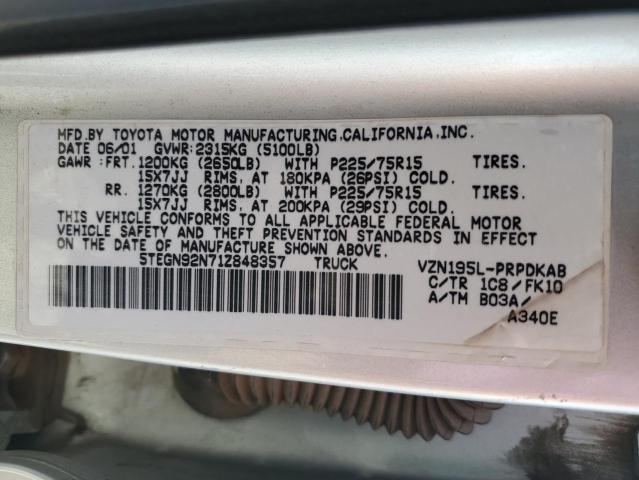 MFD.BY TOYOTA MOTOR MANUFACTURING,CALIFORNIA,INC.
DATE 06/01 GVWR:2315KG (5100LB)
GAWR:FRT.1200KG (2650LB) WITH P225/75R15 TIRES.
15X7JJ RIMS, AT 180KPA (26PSI) COLD.
RR. 1270KG (2800LB) WITH P225/75R15 TIRES.
15X7JJ RIMS, AT 200KPA (29PSI) COLD.
THIS VEHICLE CONFORMS TO ALL APPLICABLE FEDERAL MOTOR
VEHICLE SAFETY AND THEFT PREVENTION STANDARDS IN EFFECT
ON THE DATE OF MANUFACTURE SHOWN ABOVE.
5TEGN92N71Z848357 TRUCK VZN195L-PRPDKAB
C/TR 1C8/FK10
A/TM B03A/
A340E